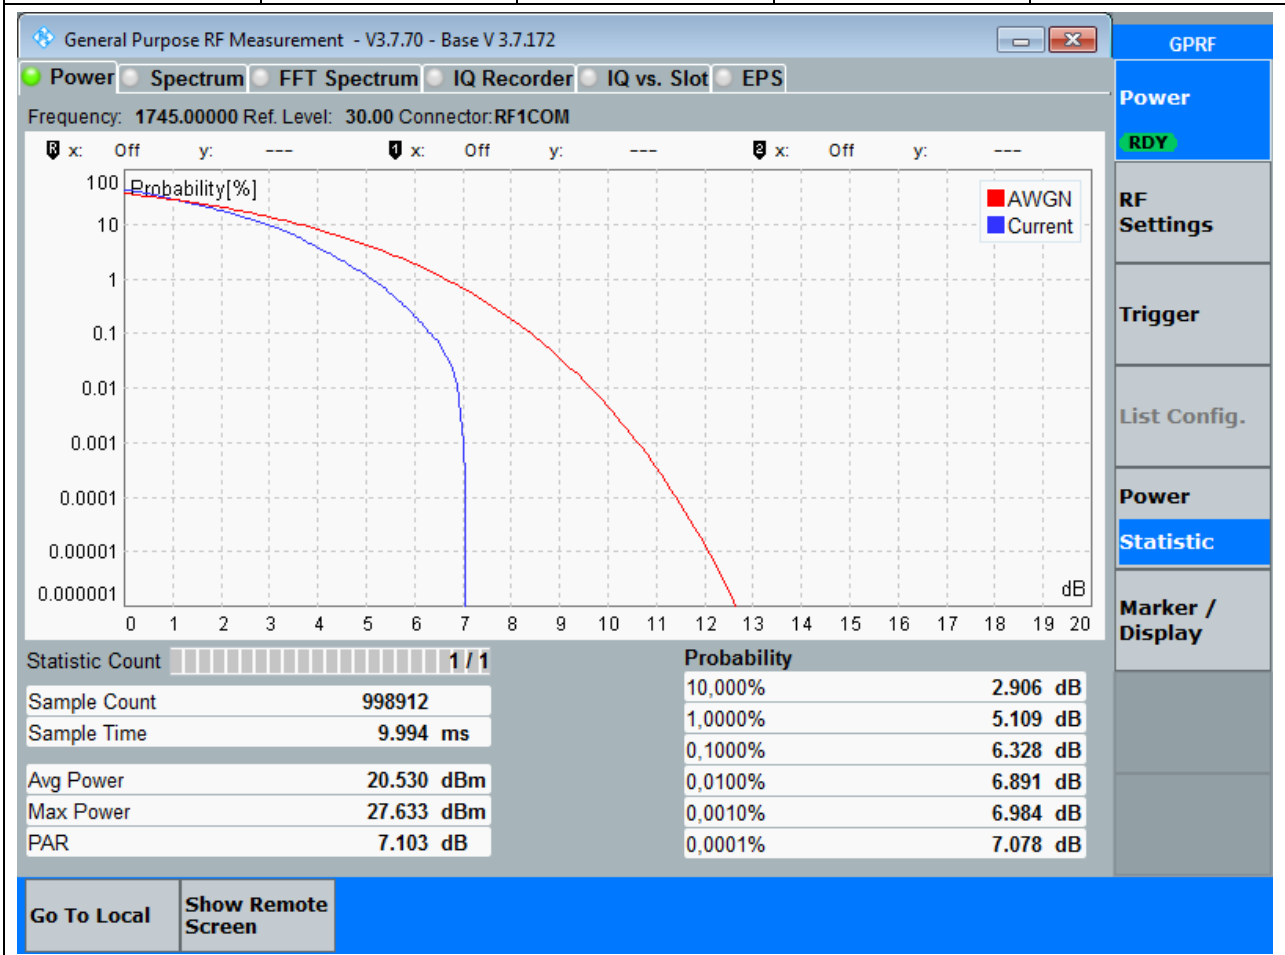 General Purpose RF Measurement - V3.7.70 - Base V 3.7.172
GPRF
Power Spectrum FFT Spectrum IQ Recorder IQ vs. Slot EPS
Frequency: 1745.00000 Ref. Level: 30.00 Connector: RF1COM
R x: Off y: --- 1 x: Off y: --- 2 x: Off y: ---
Probability[%]
AWGN
Current
100
10
1
0.1
0.01
0.001
0.0001
0.00001
0.000001
dB
0 1 2 3 4 5 6 7 8 9 10 11 12 13 14 15 16 17 18 19 20
Statistic Count 1 / 1
Sample Count 998912
Sample Time 9.994 ms
Avg Power 20.530 dBm
Max Power 27.633 dBm
PAR 7.103 dB
Probability
10,000% 2.906 dB
1,0000% 5.109 dB
0,1000% 6.328 dB
0,0100% 6.891 dB
0,0010% 6.984 dB
0,0001% 7.078 dB
Power
RDY
RF
Settings
Trigger
List Config.
Power
Statistic
Marker /
Display
Go To Local
Show Remote
Screen